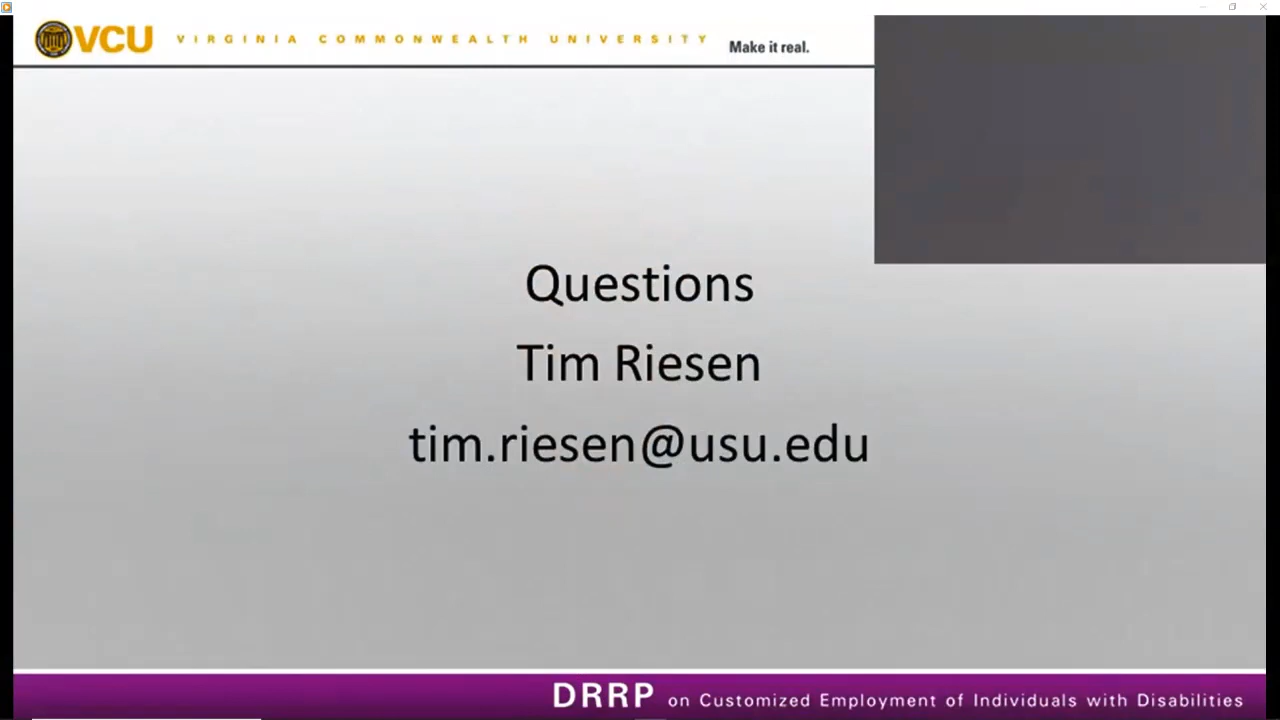 VCU VIRGINIA COMMONWEALTH UNIVERSITY Make it real.
Questions
Tim Riesen
tim.riesen@usu.edu
DRRP on Customized Employment of Individuals with Disabilities